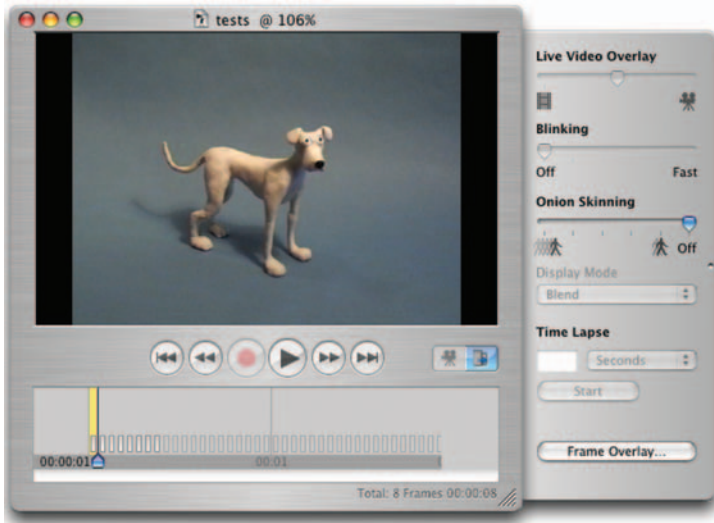 tests @ 106%
Live Video Overlay
Blinking
Off Fast
Onion Skinning
Off
Display Mode
Blend
Time Lapse
Seconds
Start
Frame Overlay...
00:00:01 00:01
Total: 8 Frames 00:00:08